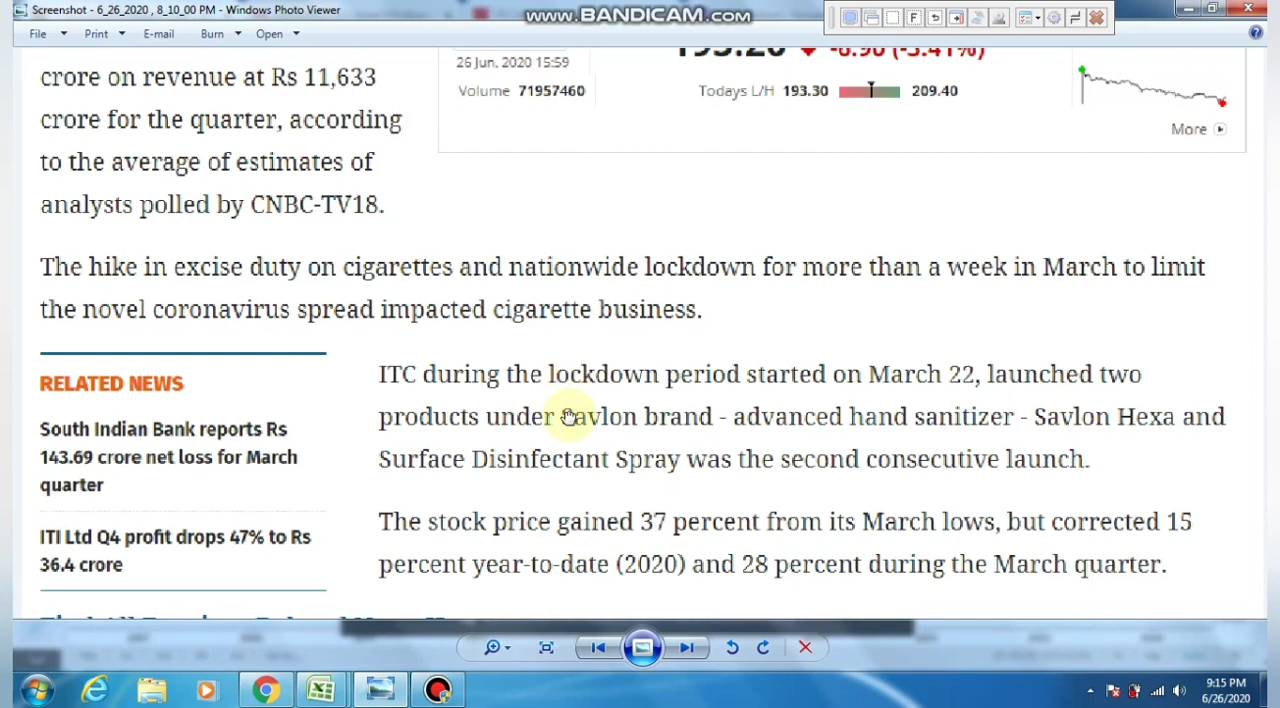 Screenshot - 6_26_2020 , 8_10_00 PM - Windows Photo Viewer
www.BANDICAM.com
File Print E-mail Burn Open
F
crore on revenue at Rs 11,633
crore for the quarter, according
to the average of estimates of
analysts polled by CNBC-TV18.
26 Jun, 2020 15:59
Volume 71957460
Todays L/H 193.30 209.40
More
The hike in excise duty on cigarettes and nationwide lockdown for more than a week in March to limit
the novel coronavirus spread impacted cigarette business.
RELATED NEWS
South Indian Bank reports Rs
143.69 crore net loss for March
quarter
ITI Ltd Q4 profit drops 47% to Rs
36.4 crore
ITC during the lockdown period started on March 22, launched two
products under Savlon brand - advanced hand sanitizer - Savlon Hexa and
Surface Disinfectant Spray was the second consecutive launch.
The stock price gained 37 percent from its March lows, but corrected 15
percent year-to-date (2020) and 28 percent during the March quarter.
9:15 PM
6/26/2020